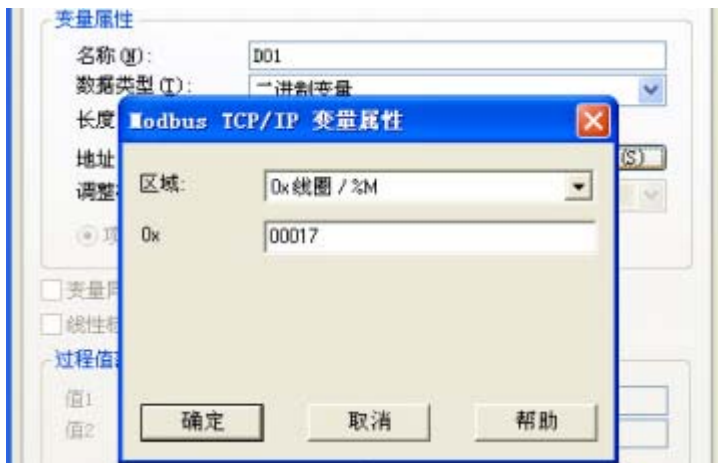 变量属性
名称(N): DO1
数据类型(T): 二进制变量
长度
Modbus TCP/IP 变量属性
地址 (S)
区域: 0x线圈 / %M
调整
0x 00017
变量
线性标
过程值
值1
值2
确定 取消 帮助